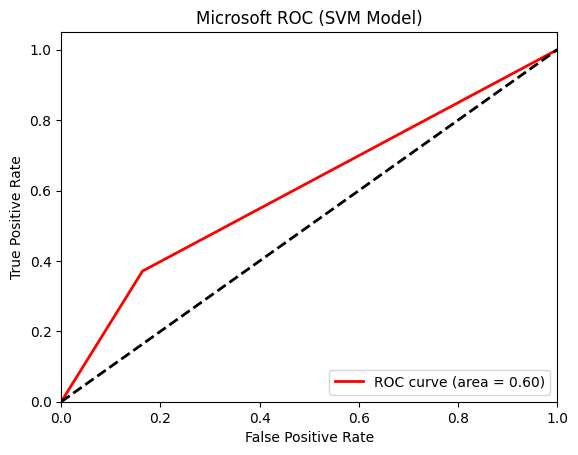 Microsoft ROC (SVM Model)
True Positive Rate
1.0
0.8
0.6
0.4
0.2
0.0
0.0 0.2 0.4 0.6 0.8 1.0
False Positive Rate
ROC curve (area = 0.60)